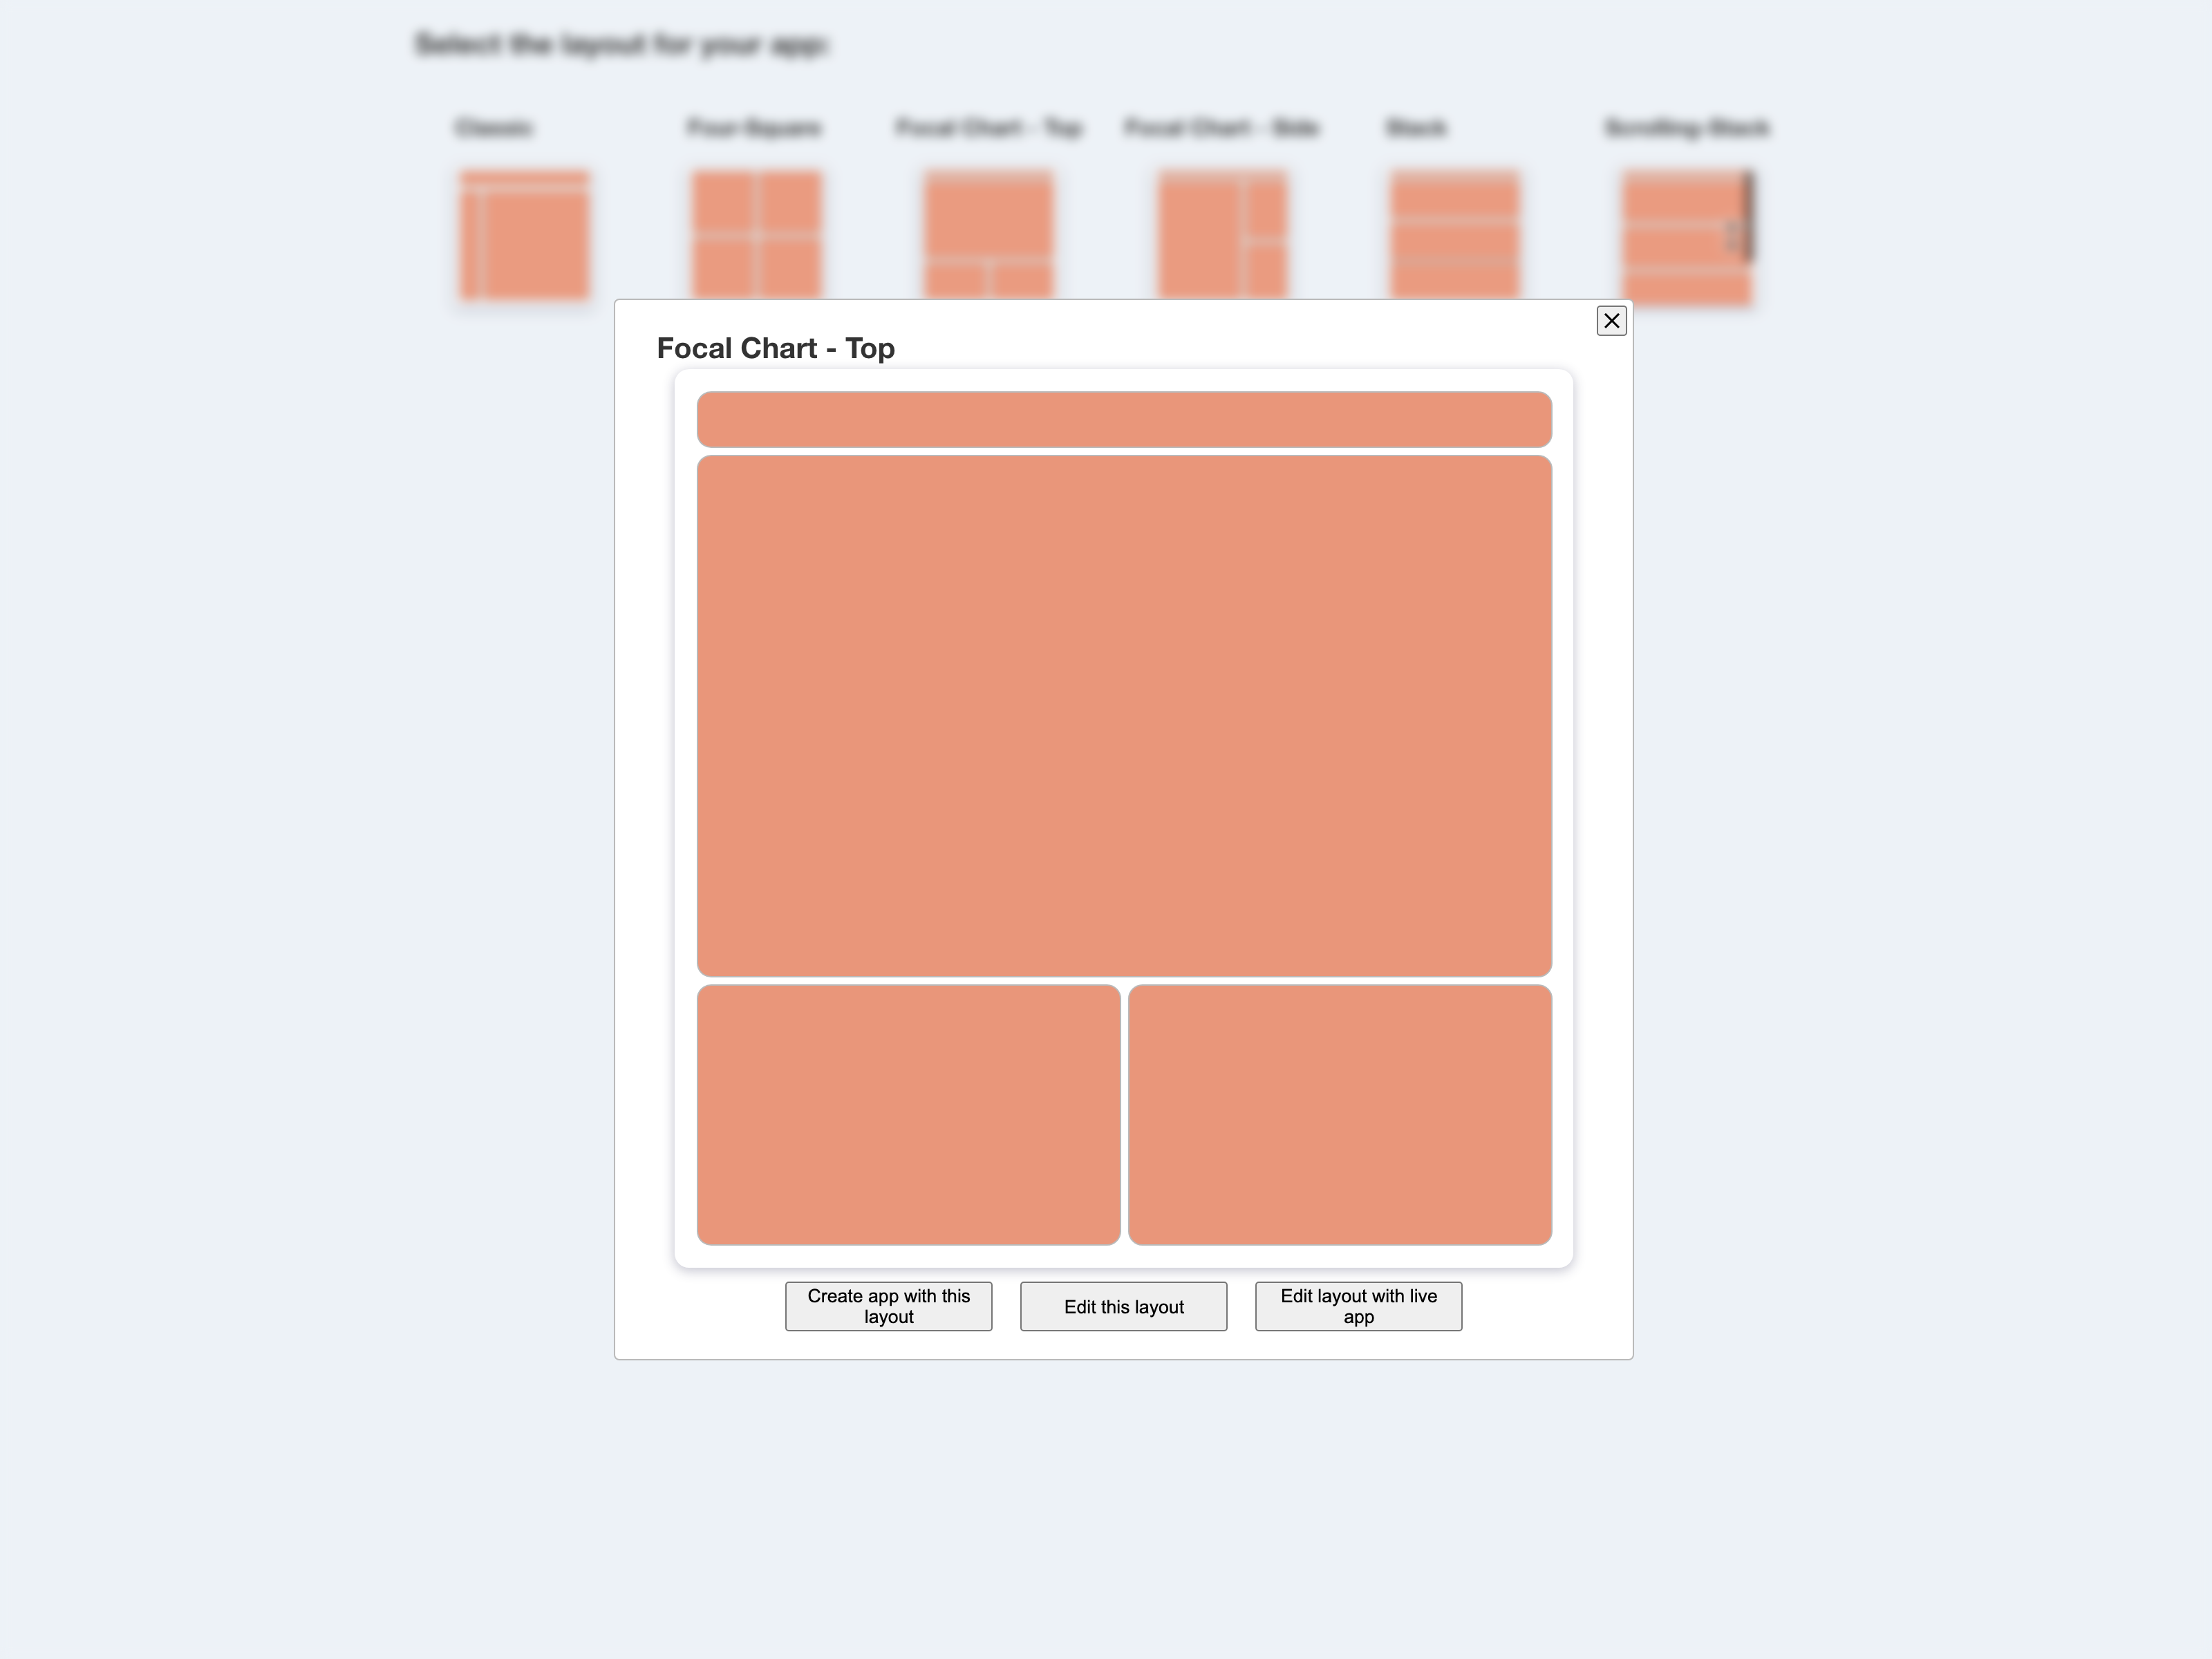 Select the layout for your app:
Classic
Four-Square
Focal Chart - Top
Focal Chart - Side
Stack
Scrolling-Stack
Focal Chart - Top
Create app with this
layout
Edit this layout
Edit layout with live
app